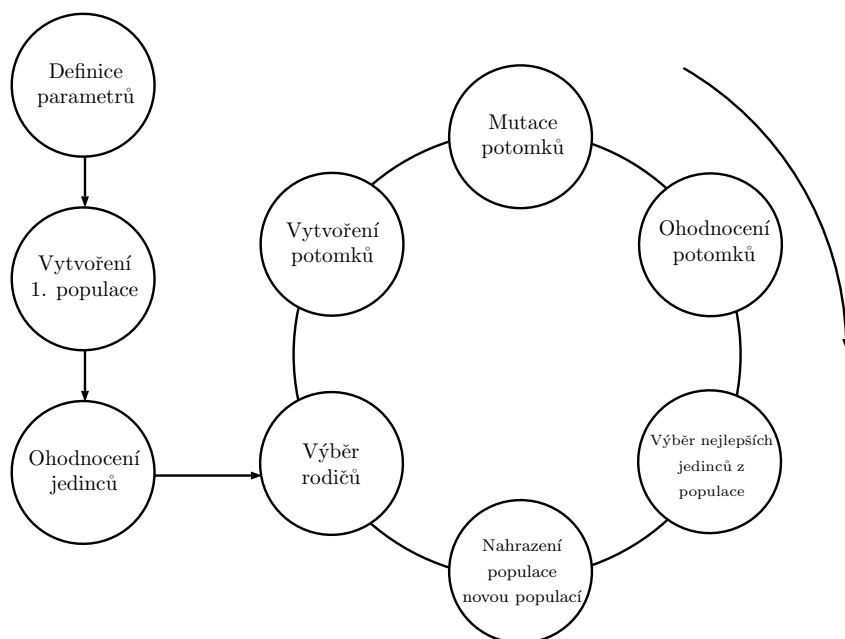 Definice
parametrů
Vytvoření
1. populace
Ohodnocení
jedinců
Výběr
rodičů
Vytvoření
potomků
Mutace
potomků
Ohodnocení
potomků
Výběr nejlepších
jedinců z
populace
Nahrazení
populace
novou populací